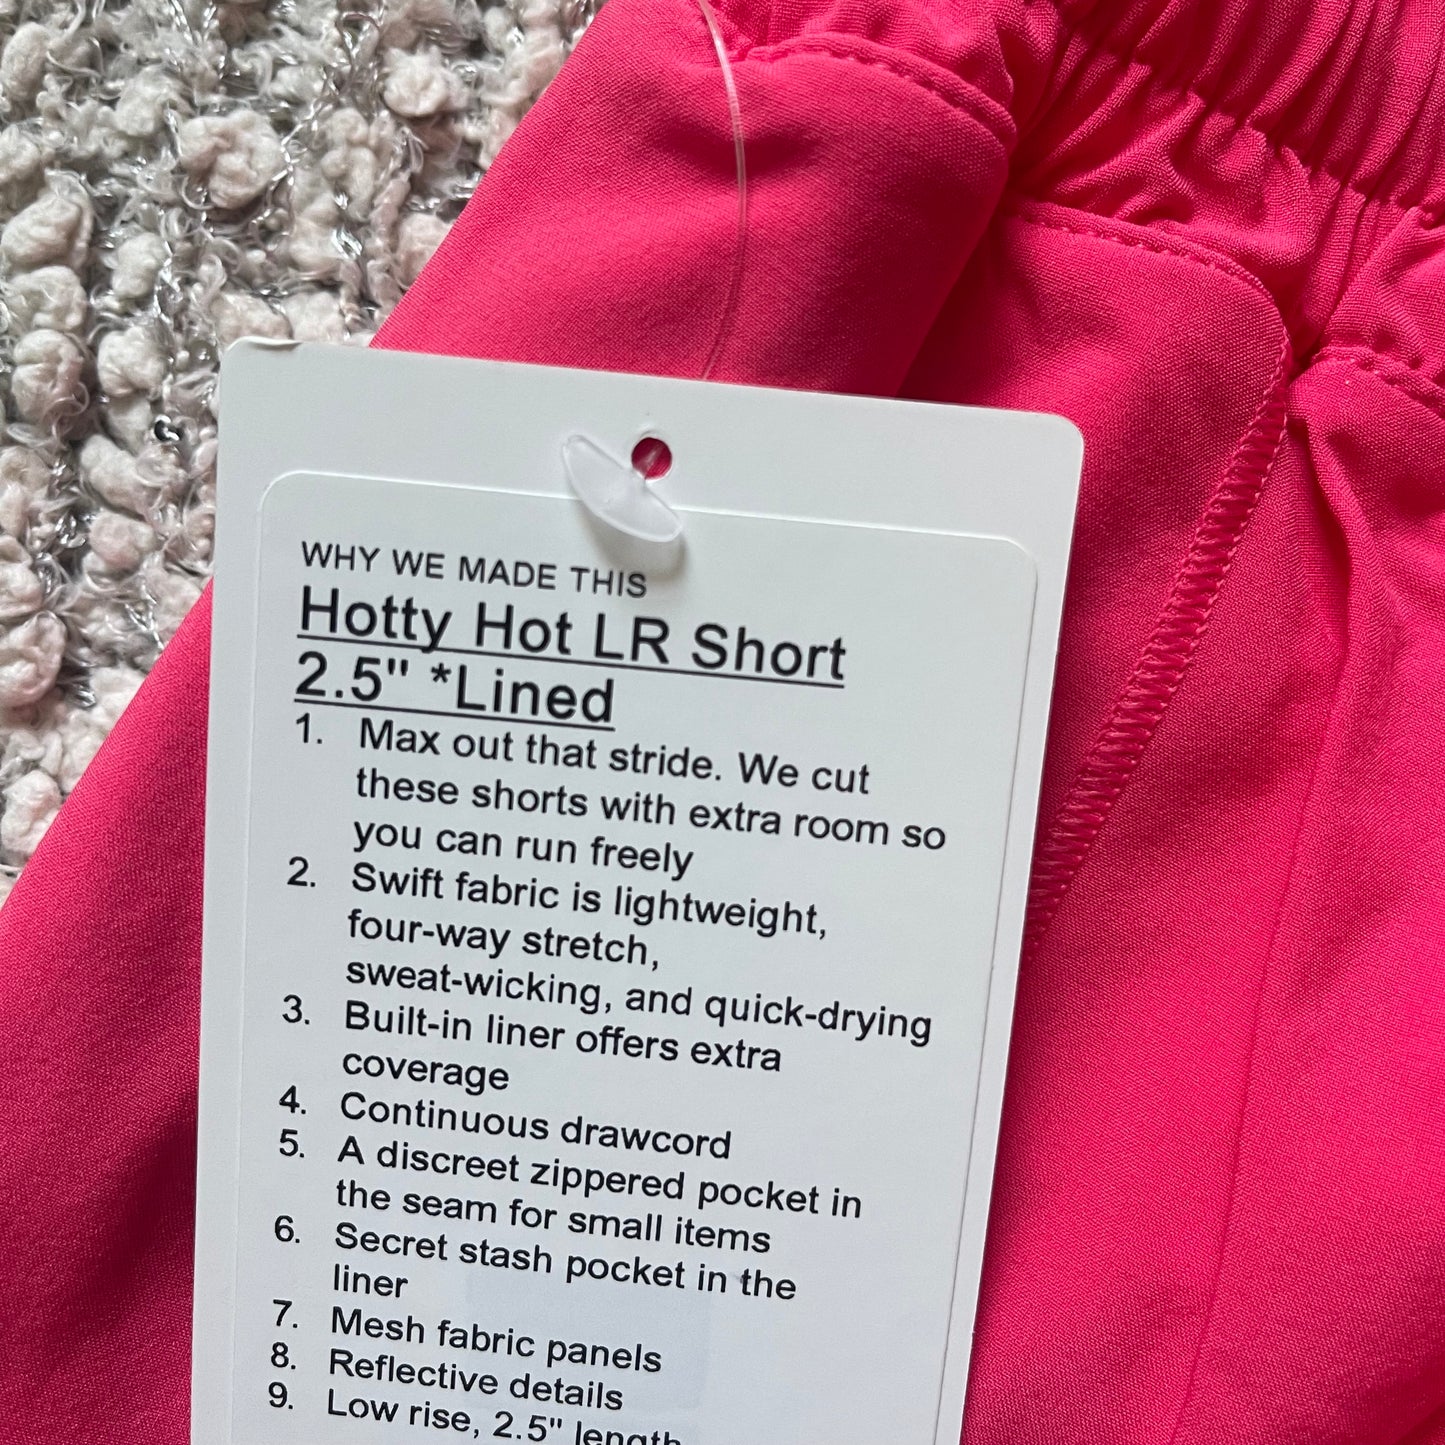 WHY WE MADE THIS
Hotty Hot LR Short
2.5" *Lined
1. Max out that stride. We cut
these shorts with extra room so
you can run freely
2. Swift fabric is lightweight,
four-way stretch,
sweat-wicking, and quick-drying
3. Built-in liner offers extra
coverage
4. Continuous drawcord
5. A discreet zippered pocket in
the seam for small items
6. Secret stash pocket in the
liner
7. Mesh fabric panels
8. Reflective details
9. Low rise, 2.5" length